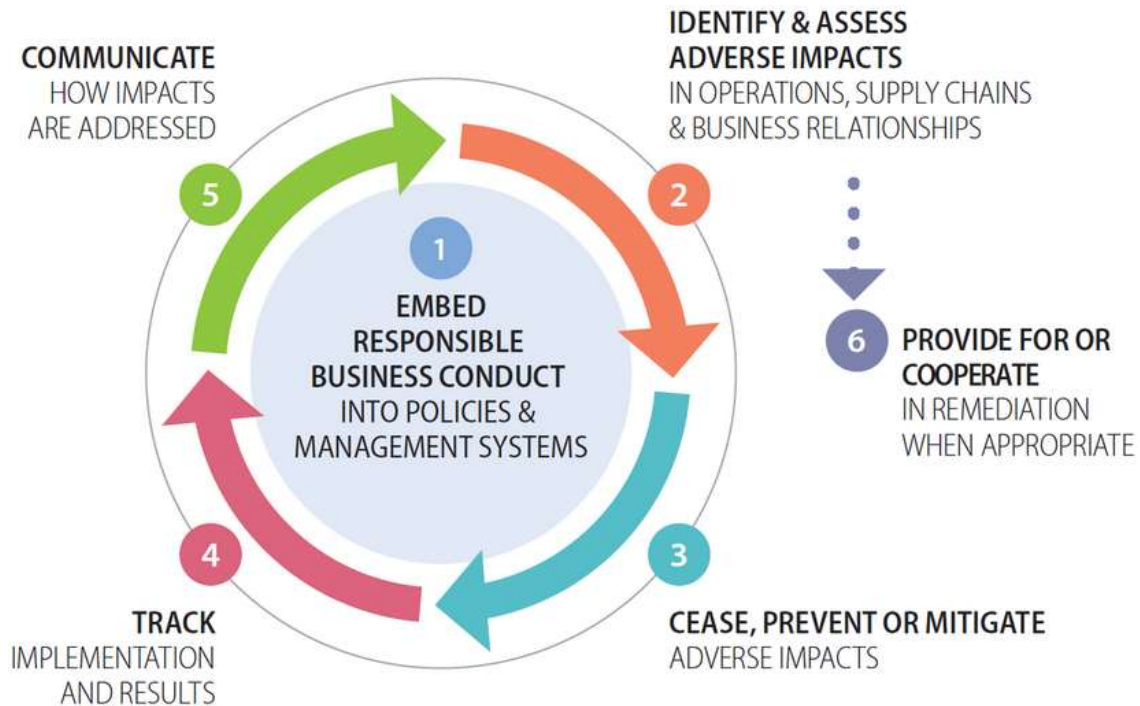 1
EMBED
RESPONSIBLE
BUSINESS CONDUCT
INTO POLICIES &
MANAGEMENT SYSTEMS
2
IDENTIFY & ASSESS
ADVERSE IMPACTS
IN OPERATIONS, SUPPLY CHAINS
& BUSINESS RELATIONSHIPS
3
CEASE, PREVENT OR MITIGATE
ADVERSE IMPACTS
4
TRACK
IMPLEMENTATION
AND RESULTS
5
COMMUNICATE
HOW IMPACTS
ARE ADDRESSED
6
PROVIDE FOR OR
COOPERATE
IN REMEDIATION
WHEN APPROPRIATE